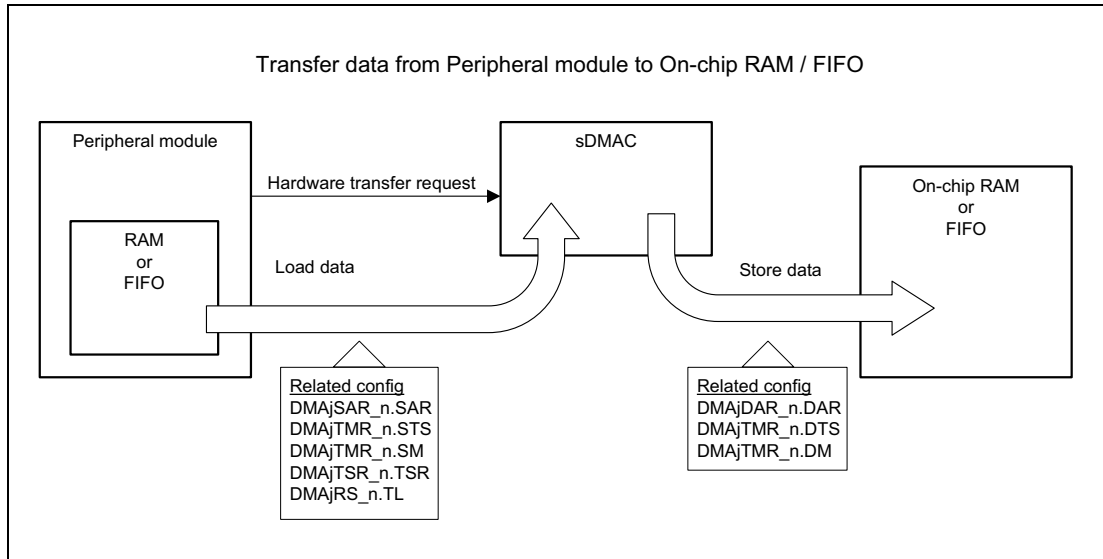 Transfer data from Peripheral module to On-chip RAM / FIFO
Peripheral module
sDMAC
Hardware transfer request
On-chip RAM
or
FIFO
RAM
or
FIFO
Load data
Store data
Related config
DMAjSAR_n.SAR
DMAjTMR_n.STS
DMAjTMR_n.SM
DMAjTSR_n.TSR
DMAjRS_n.TL
Related config
DMAjDAR_n.DAR
DMAjTMR_n.DTS
DMAjTMR_n.DM